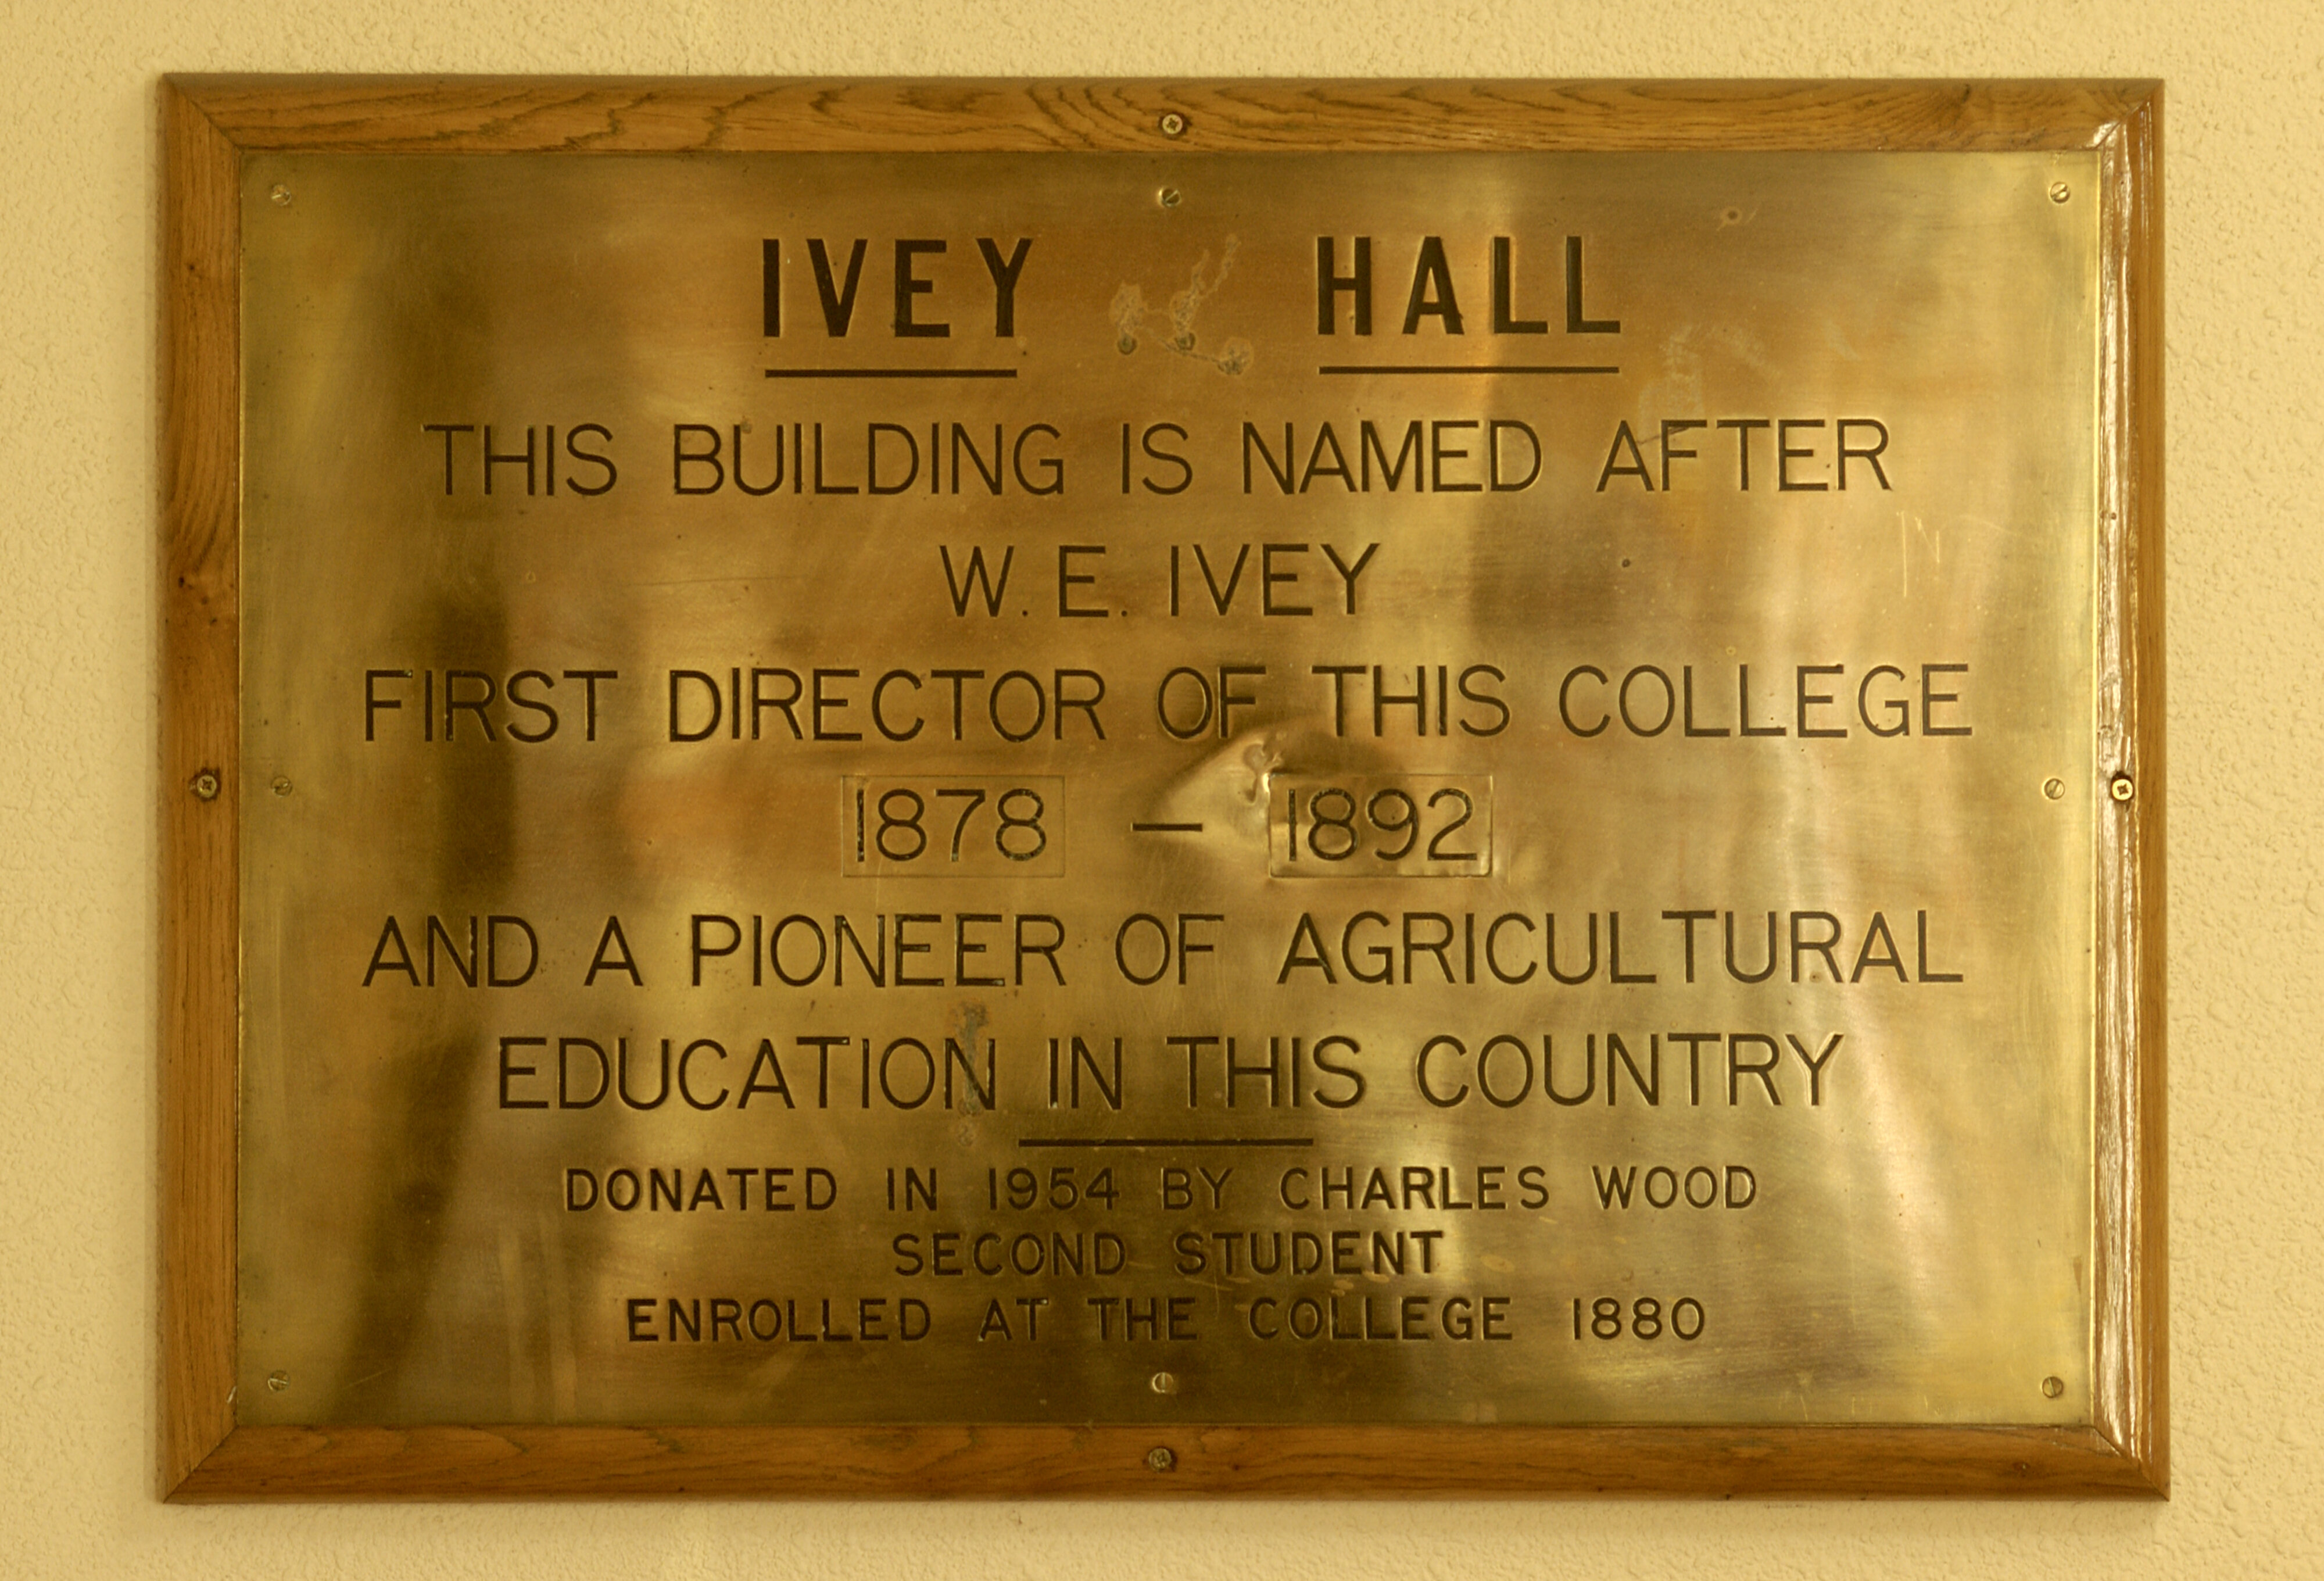 IVEY HALL
THIS BUILDING IS NAMED AFTER
W. E. IVEY
FIRST DIRECTOR OF THIS COLLEGE
1878 — 1892
AND A PIONEER OF AGRICULTURAL
EDUCATION IN THIS COUNTRY
DONATED IN 1954 BY CHARLES WOOD
SECOND STUDENT
ENROLLED AT THE COLLEGE 1880